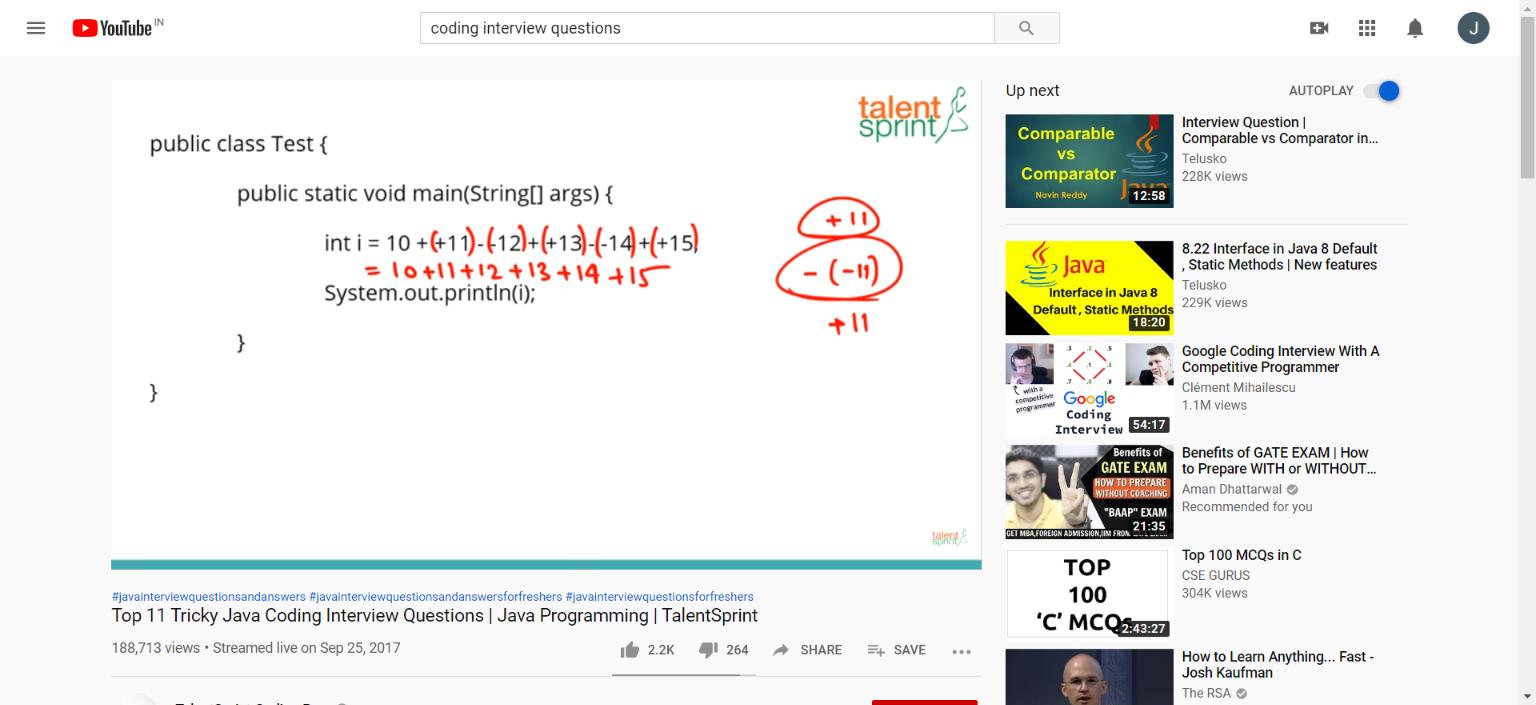 YouTube IN
coding interview questions
J
talent
sprint
public class Test {
public static void main(String[] args) {
int i = 10 +(+11)-(-12)+(+13)-(-14)+(+15)
= 10+11+12+13+14+15
System.out.println(i);
}
}
+11
-(-11)
+11
talent
sprint
#javainterviewquestionsandanswers #javainterviewquestionsandanswersforfreshers #javainterviewquestionsforfreshers
Top 11 Tricky Java Coding Interview Questions | Java Programming | TalentSprint
188,713 views • Streamed live on Sep 25, 2017
2.2K 264 SHARE SAVE
Up next
AUTOPLAY
Comparable
vs
Comparator
Navin Reddy
Java
12:58
Interview Question |
Comparable vs Comparator in...
Telusko
228K views
Java
Interface in Java 8
Default , Static Methods
18:20
8.22 Interface in Java 8 Default
, Static Methods | New features
Telusko
229K views
.3 .2 .5
.4 .1 .6
.7 .8 .9
with a
competitive
programmer
Google
Coding
Interview
54:17
Google Coding Interview With A
Competitive Programmer
Clément Mihailescu
1.1M views
Benefits of
GATE EXAM
HOW TO PREPARE
WITHOUT COACHING
"BAAP" EXAM
GET MBA,FOREIGN ADMISSION,IIM FROM
21:35
Benefits of GATE EXAM | How
to Prepare WITH or WITHOUT...
Aman Dhattarwal
Recommended for you
TOP
100
'C' MCQs
2:43:27
Top 100 MCQs in C
CSE GURUS
304K views
How to Learn Anything... Fast -
Josh Kaufman
The RSA